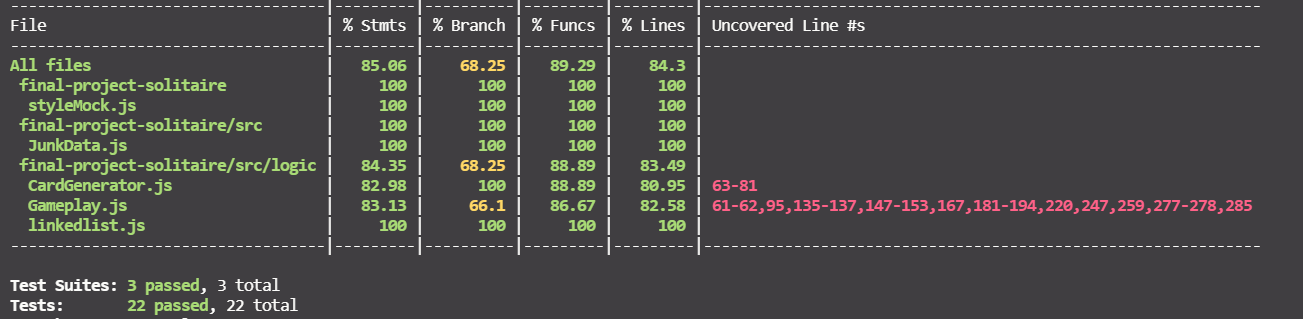 -------------------------------|---------|----------|---------|---------|------------------------------------------------------
File                           | % Stmts | % Branch | % Funcs | % Lines | Uncovered Line #s
-------------------------------|---------|----------|---------|---------|------------------------------------------------------
All files                      |   85.06 |    68.25 |   89.29 |    84.3 |
 final-project-solitaire       |     100 |      100 |     100 |     100 |
  styleMock.js                 |     100 |      100 |     100 |     100 |
 final-project-solitaire/src   |     100 |      100 |     100 |     100 |
  JunkData.js                  |     100 |      100 |     100 |     100 |
 final-project-solitaire/src/logic |   84.35 |    68.25 |   88.89 |   83.49 |
  CardGenerator.js             |   82.98 |      100 |   88.89 |   80.95 | 63-81
  Gameplay.js                  |   83.13 |     66.1 |   86.67 |   82.58 | 61-62,95,135-137,147-153,167,181-194,220,247,259,277-278,285
  linkedlist.js                |     100 |      100 |     100 |     100 |
-------------------------------|---------|----------|---------|---------|------------------------------------------------------
Test Suites: 3 passed, 3 total
Tests:       22 passed, 22 total